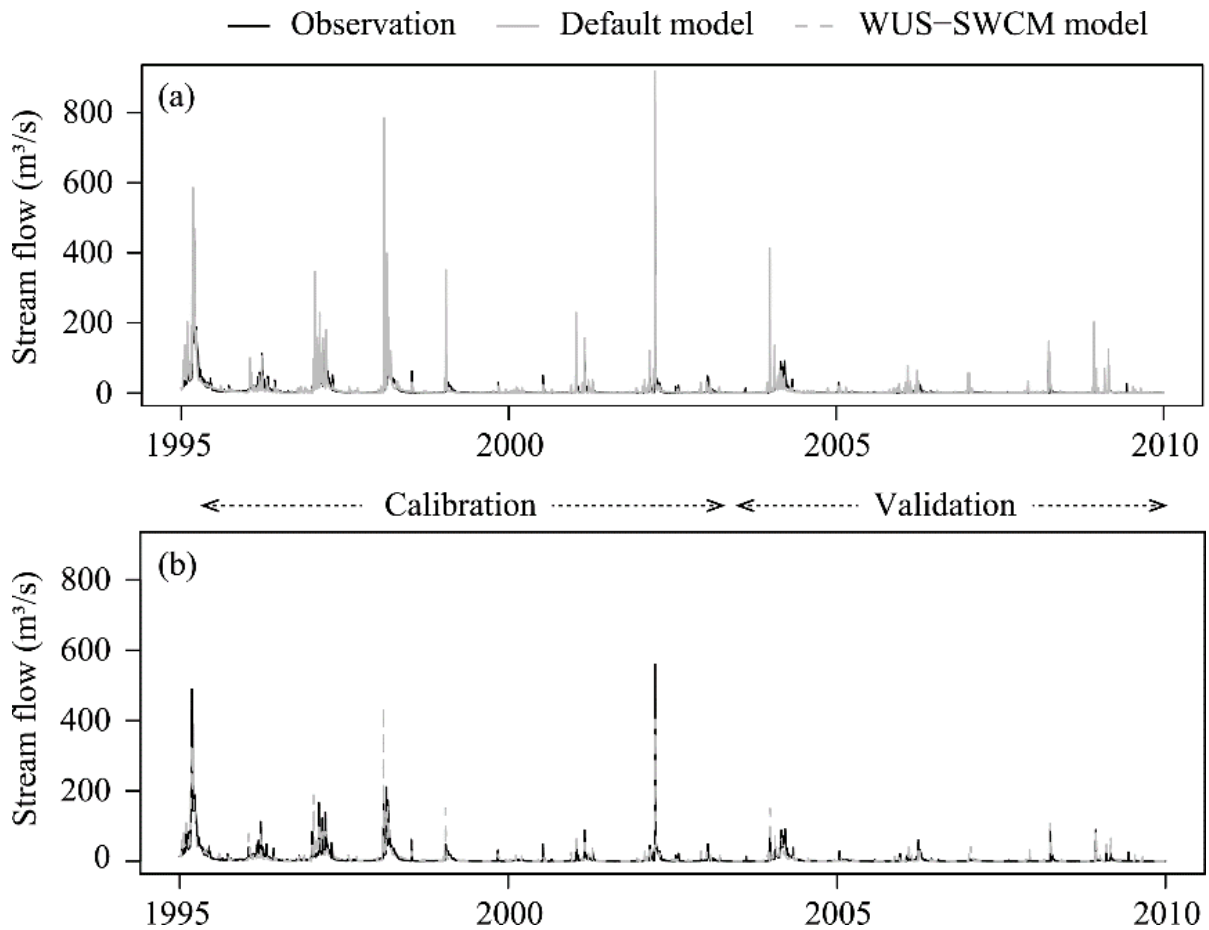 Observation Default model WUS−SWCM model
(a)
Stream flow (m³/s)
800
600
400
200
0
1995 2000 2005 2010
Calibration Validation
(b)
Stream flow (m³/s)
800
600
400
200
0
1995 2000 2005 2010